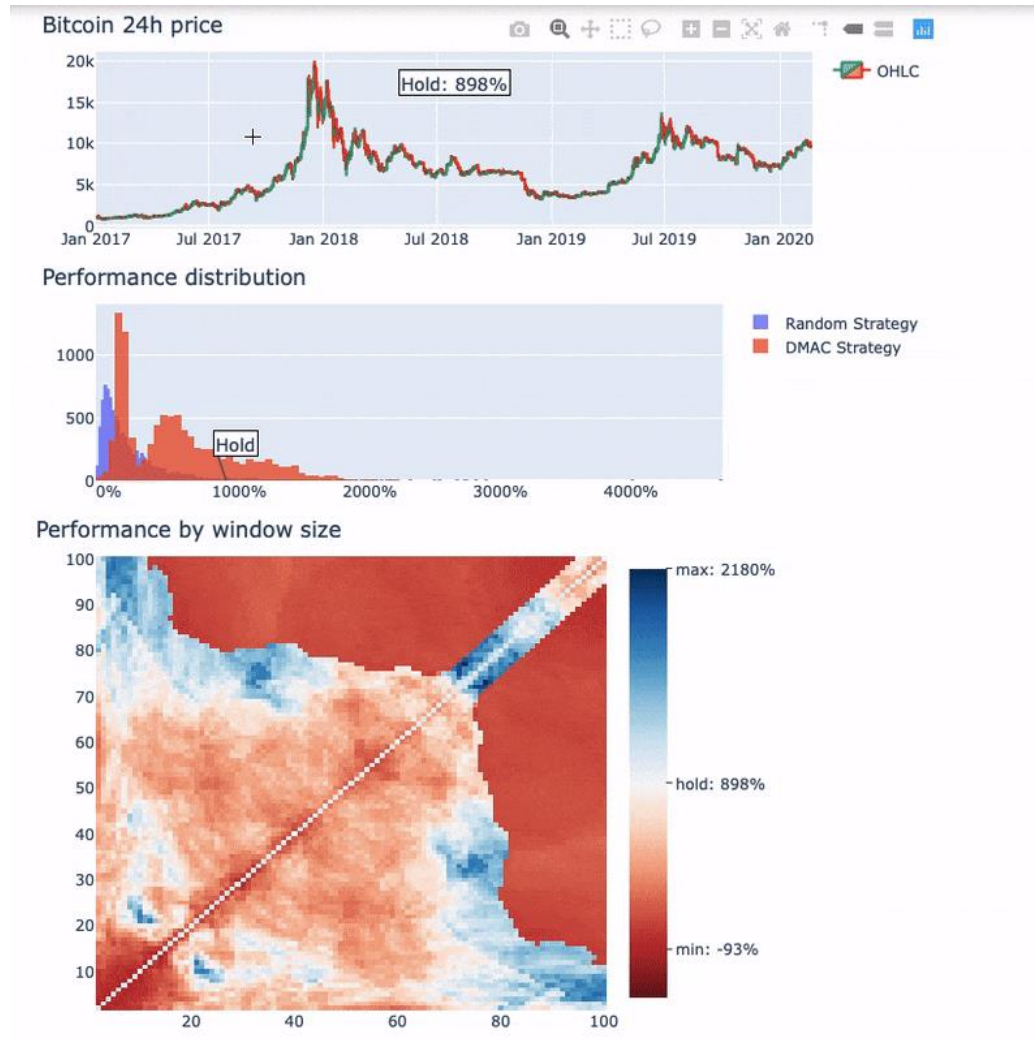 Bitcoin 24h price
20k
15k
10k
5k
0
Hold: 898%
OHLC
Jan 2017 Jul 2017 Jan 2018 Jul 2018 Jan 2019 Jul 2019 Jan 2020
Performance distribution
1000
500
0
Hold
Random Strategy
DMAC Strategy
0% 1000% 2000% 3000% 4000%
Performance by window size
100
90
80
70
60
50
40
30
20
10
20 40 60 80 100
max: 2180%
hold: 898%
min: -93%